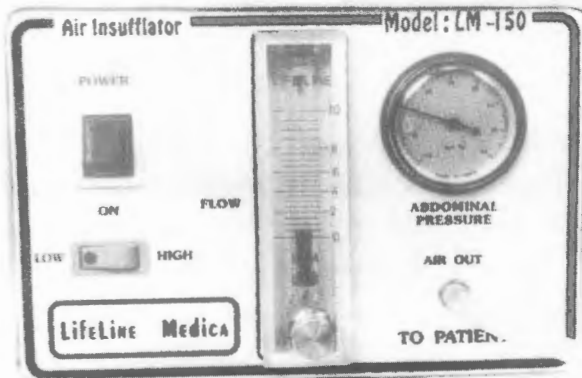 Air Insufflator
Model: LM-150
POWER
LIFELINE
10
8
6
4
2
ON
FLOW
ABDOMINAL
PRESSURE
LOW
HIGH
AIR OUT
LIFELINE MEDICA
TO PATIEN